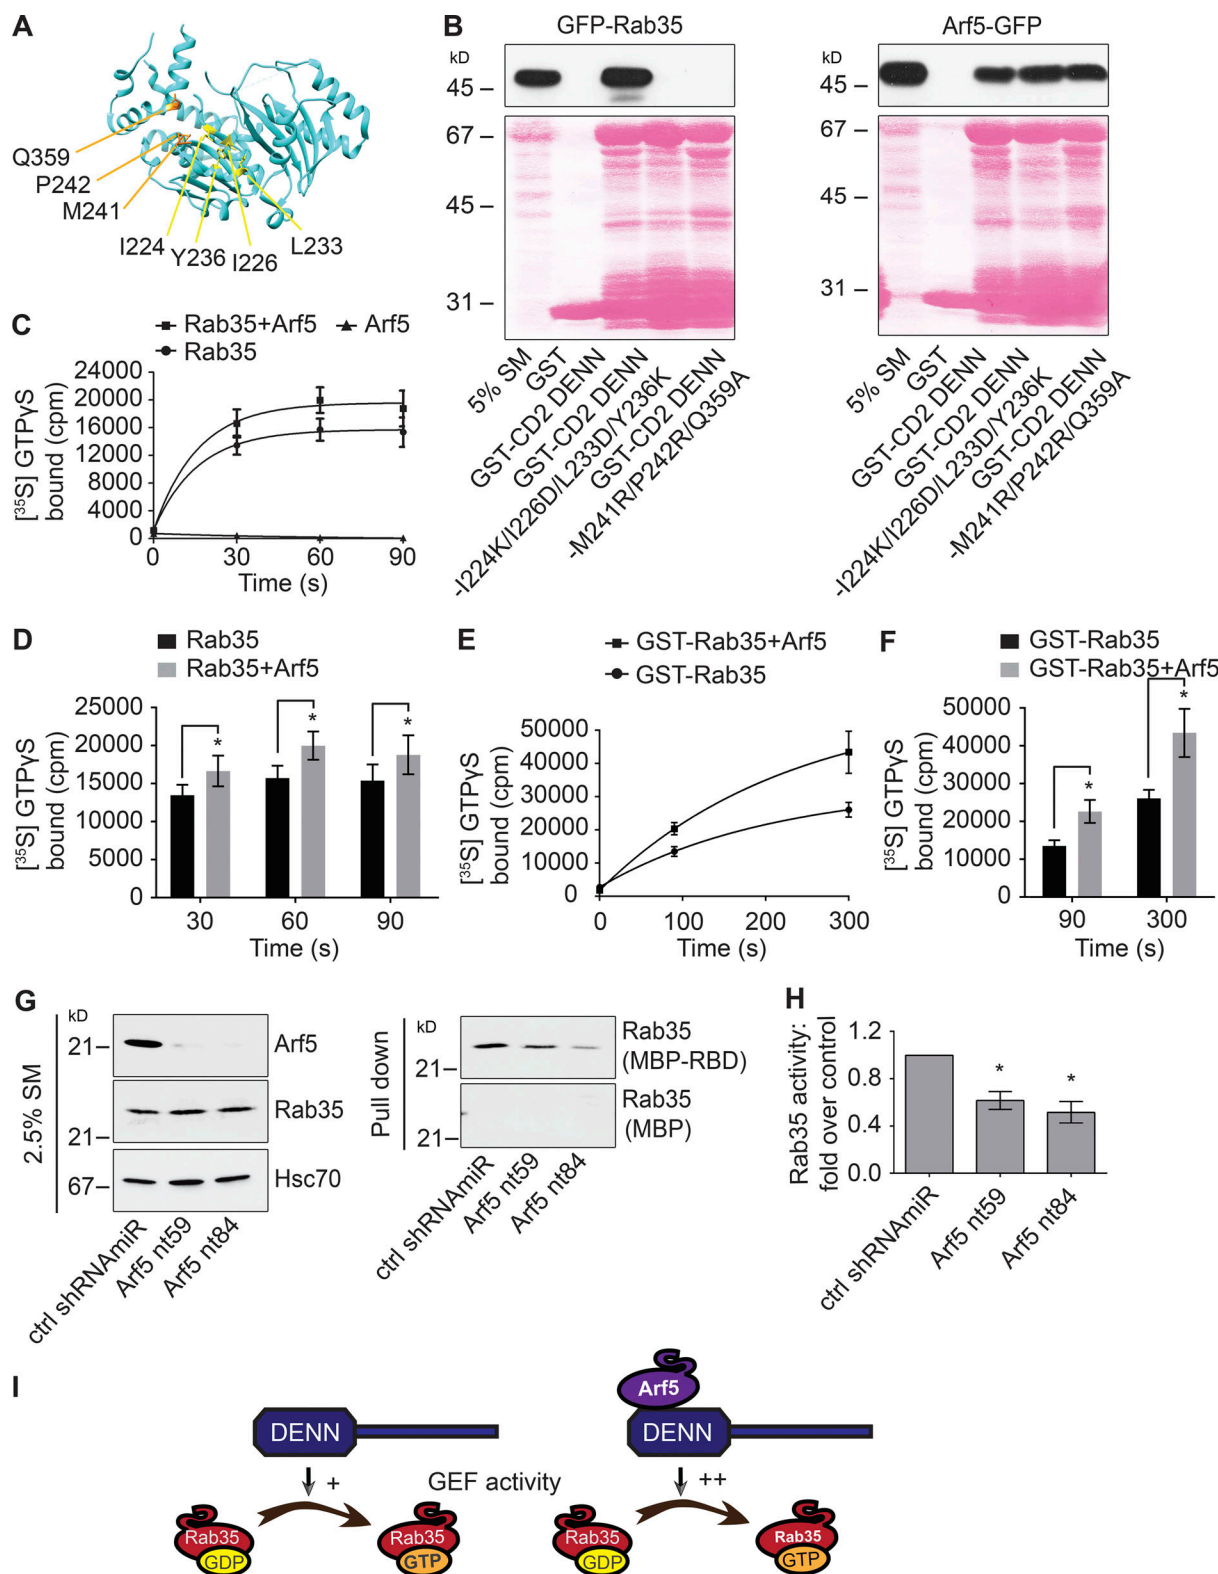 A
Q359
P242
M241
I224
Y236
I226
L233
B
GFP-Rab35
kD
45
67
45
31
5% SM
GST
GST-CD2 DENN
GST-CD2 DENN
-I224K/I226D/L233D/Y236K
GST-CD2 DENN
-M241R/P242R/Q359A
Arf5-GFP
kD
45
67
45
31
5% SM
GST
GST-CD2 DENN
GST-CD2 DENN
-I224K/I226D/L233D/Y236K
GST-CD2 DENN
-M241R/P242R/Q359A
C
Rab35+Arf5
Arf5
Rab35
[35S] GTPγS
bound (cpm)
24000
20000
16000
12000
8000
4000
0
0 30 60 90
Time (s)
D
Rab35
Rab35+Arf5
[35S] GTPγS
bound (cpm)
25000
20000
15000
10000
5000
0
* * *
30 60 90
Time (s)
E
GST-Rab35+Arf5
GST-Rab35
[35S] GTPγS
bound (cpm)
50000
40000
30000
20000
10000
0
0 100 200 300
Time (s)
F
GST-Rab35
GST-Rab35+Arf5
[35S] GTPγS
bound (cpm)
50000
40000
30000
20000
10000
0
* *
90 300
Time (s)
G
2.5% SM
kD
21
Arf5
21
Rab35
67
Hsc70
ctrl shRNAmiR
Arf5 nt59
Arf5 nt84
Pull down
kD
21
Rab35
(MBP-RBD)
21
Rab35
(MBP)
ctrl shRNAmiR
Arf5 nt59
Arf5 nt84
H
Rab35 activity:
fold over control
1.2
0.8
0.4
0.0
* *
ctrl shRNAmiR
Arf5 nt59
Arf5 nt84
I
DENN
+
Rab35
GDP
Rab35
GTP
GEF activity
Arf5
DENN
++
Rab35
GDP
Rab35
GTP